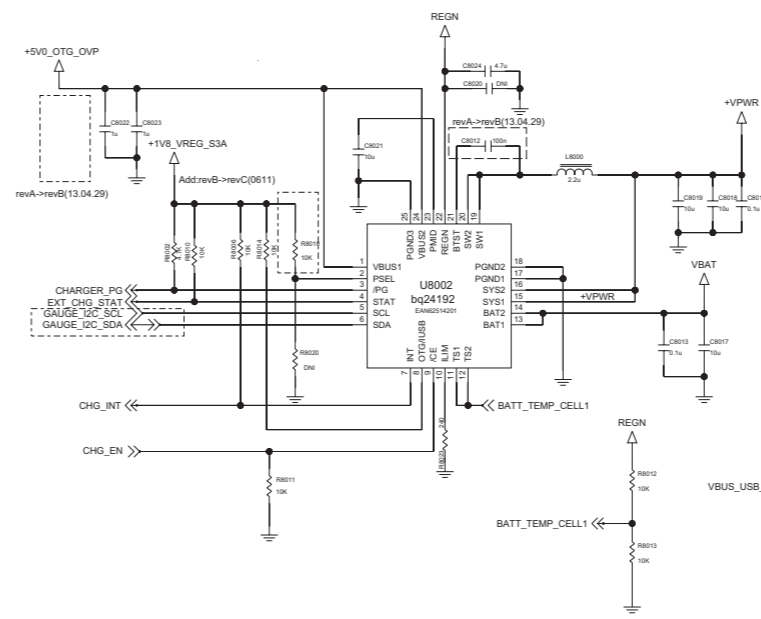 REGN
+5V0_OTG_OVP
C8024 4.7u
C8020 DNI
revA->revB(13.04.29)
C8012 100n
+VPWR
C8022
1u
C8023
1u
+1V8_VREG_S3A
C8021
10u
L8000
2.2u
Add:revB->revC(0611)
revA->revB(13.04.29)
C8019
10u
C8018
10u
0.1u
25 24 23 22 21 20 19
PGND3 VBUS2 PMID REGN BTST SW2 SW1
R8002
R8010
10K
R8006
10K
10K
10K
U8002
bq24192
EAN62514201
1 VBUS1
2 PSEL
3 /PG
4 STAT
5 SCL
6 SDA
PGND2 18
PGND1 17
SYS2 16
SYS1 15
BAT2 14
BAT1 13
+VPWR
VBAT
CHARGER_PG
EXT_CHG_STAT
GAUGE_I2C_SCL
GAUGE_I2C_SDA
INT OTG/IUSB /CE ILIM TS1 TS2
7 8 9 10 11 12
R8020
DNI
C8013
0.1u
C8017
10u
CHG_INT
BATT_TEMP_CELL1
240
CHG_EN
REGN
R8011
10K
R8012
10K
VBUS_USB_
BATT_TEMP_CELL1
R8013
10K